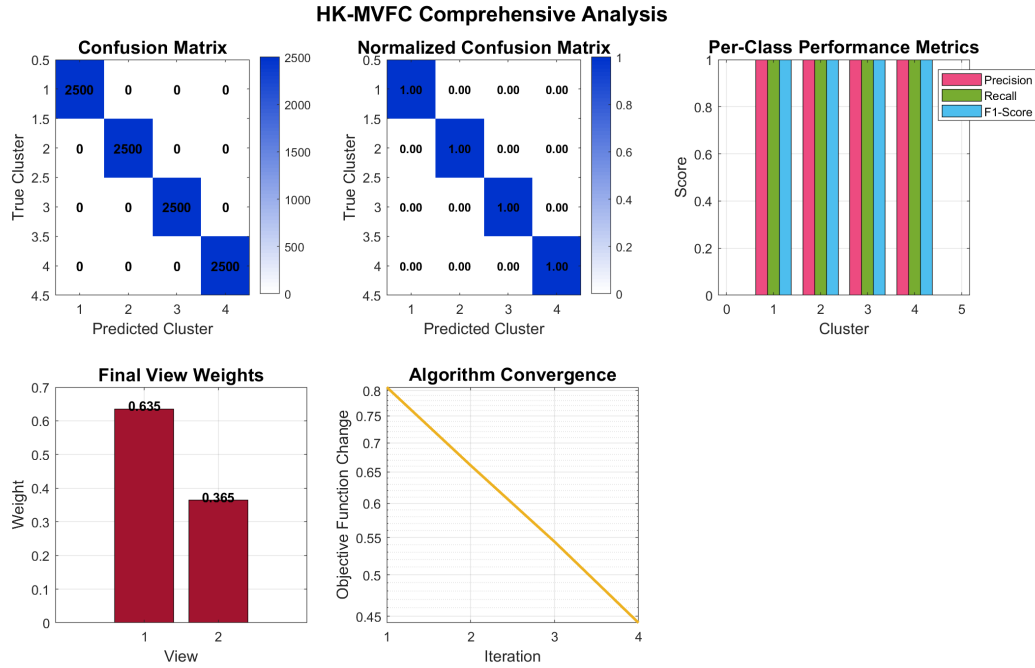 HK-MVFC Comprehensive Analysis
Confusion Matrix
0.5
1
1.5
2
2.5
3
3.5
4
4.5
True Cluster
2500 0 0 0
0 2500 0 0
0 0 2500 0
0 0 0 2500
1 2 3 4
Predicted Cluster
2500
2000
1500
1000
500
0
Normalized Confusion Matrix
0.5
1
1.5
2
2.5
3
3.5
4
4.5
True Cluster
1.00 0.00 0.00 0.00
0.00 1.00 0.00 0.00
0.00 0.00 1.00 0.00
0.00 0.00 0.00 1.00
1 2 3 4
Predicted Cluster
1
0.8
0.6
0.4
0.2
0
Per-Class Performance Metrics
1
0.8
0.6
0.4
0.2
0
Score
Precision
Recall
F1-Score
0 1 2 3 4 5
Cluster
Final View Weights
0.7
0.6
0.5
0.4
0.3
0.2
0.1
0
Weight
0.635
0.365
1 2
View
Algorithm Convergence
0.8
0.75
0.7
0.65
0.6
0.55
0.5
0.45
Objective Function Change
1 2 3 4
Iteration